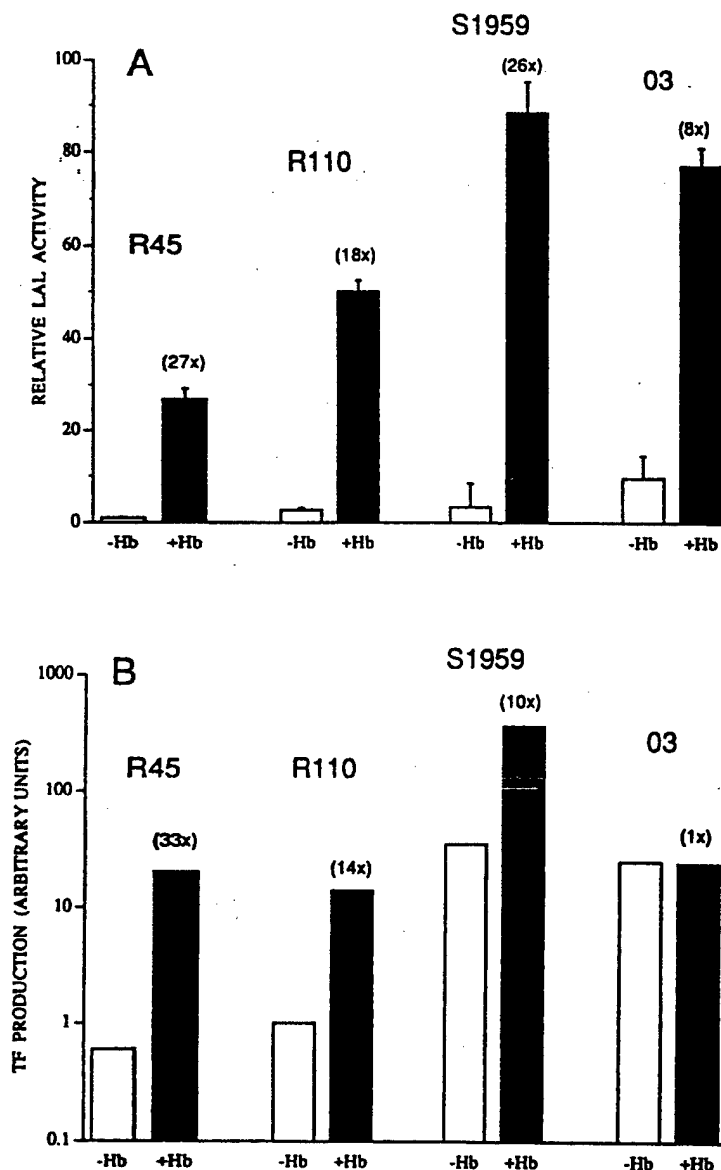 S1959
A
(26x)
03
100
(8x)
80
R110
R45
(18x)
60
RELATIVE LAL ACTIVITY
40
(27x)
20
0
-Hb +Hb -Hb +Hb -Hb +Hb -Hb +Hb
S1959
1000
B
(10x)
R45
R110
03
100
(33x)
(14x)
(1x)
TF PRODUCTION (ARBITRARY UNITS)
10
1
0.1
-Hb +Hb -Hb +Hb -Hb +Hb -Hb +Hb